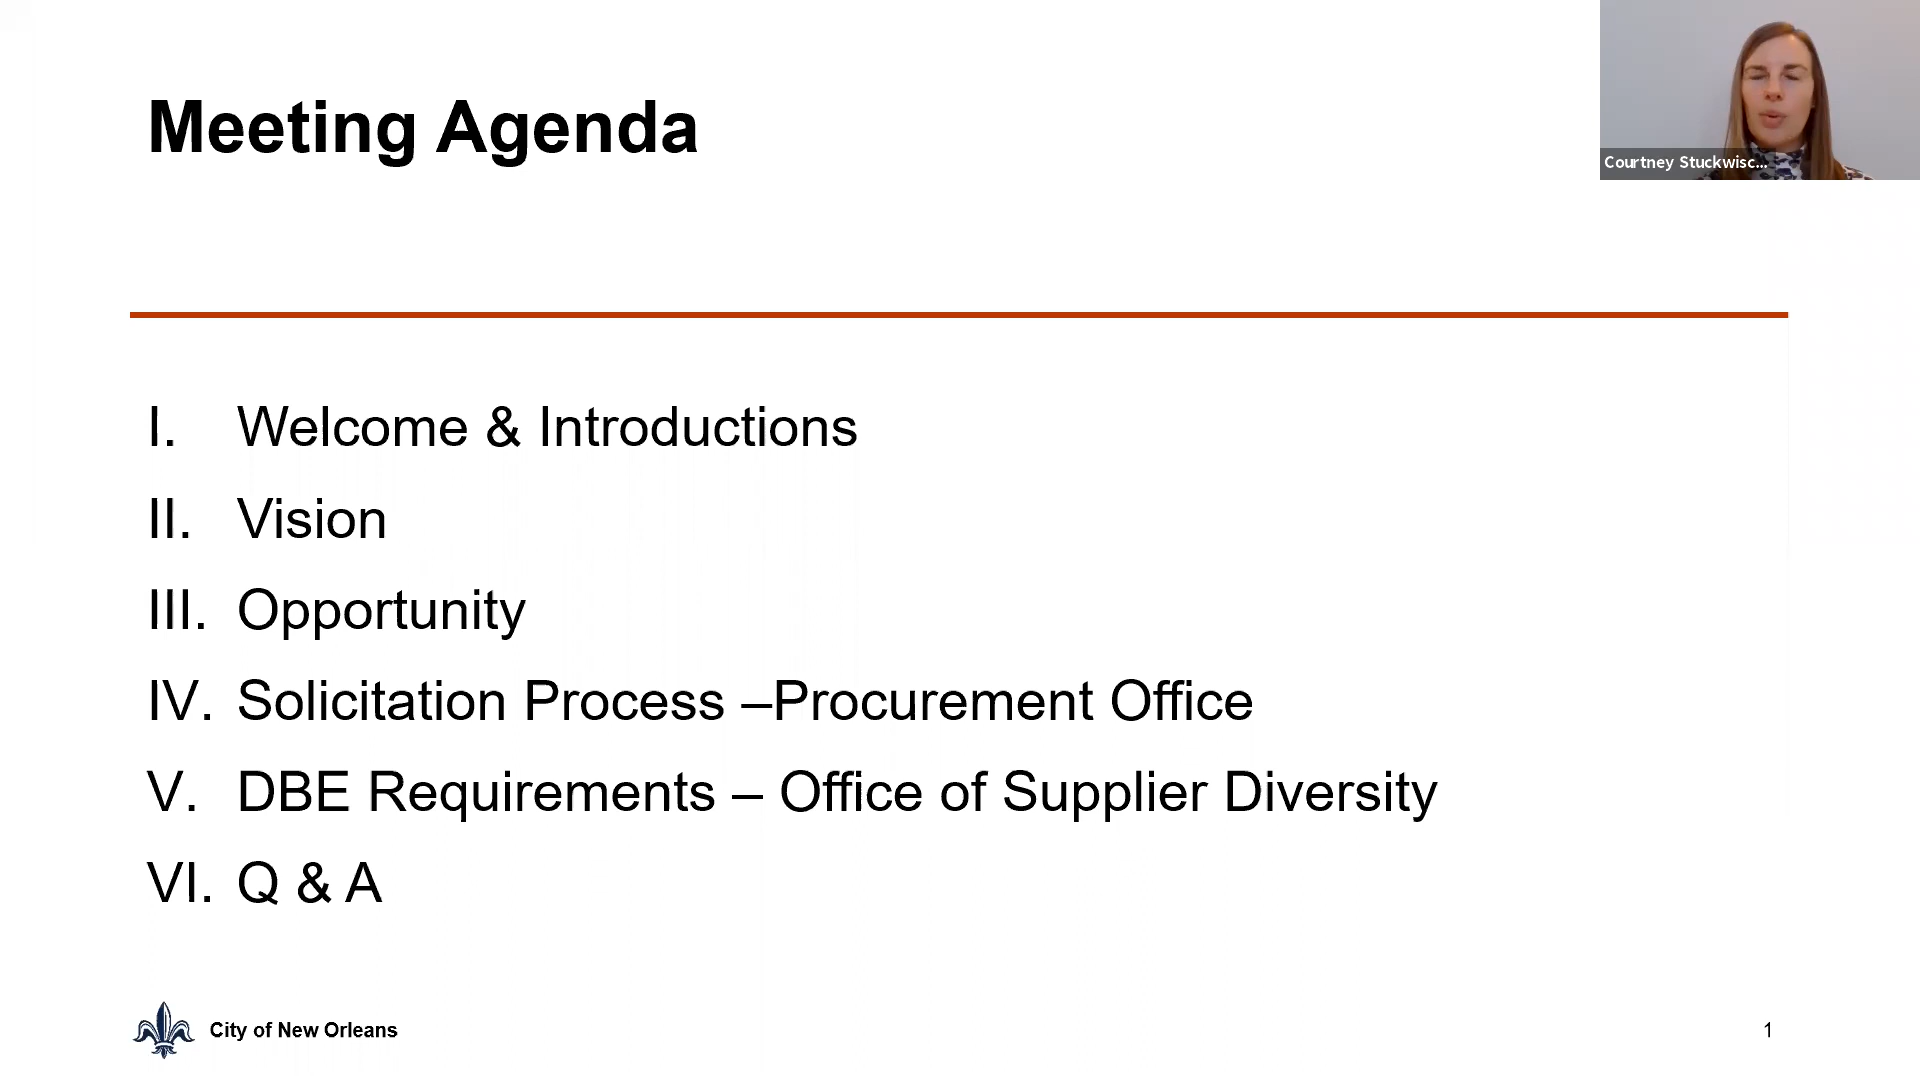 Meeting Agenda
Courtney Stuckwisc...
I. Welcome & Introductions
II. Vision
III. Opportunity
IV. Solicitation Process –Procurement Office
V. DBE Requirements – Office of Supplier Diversity
VI. Q & A
City of New Orleans
1